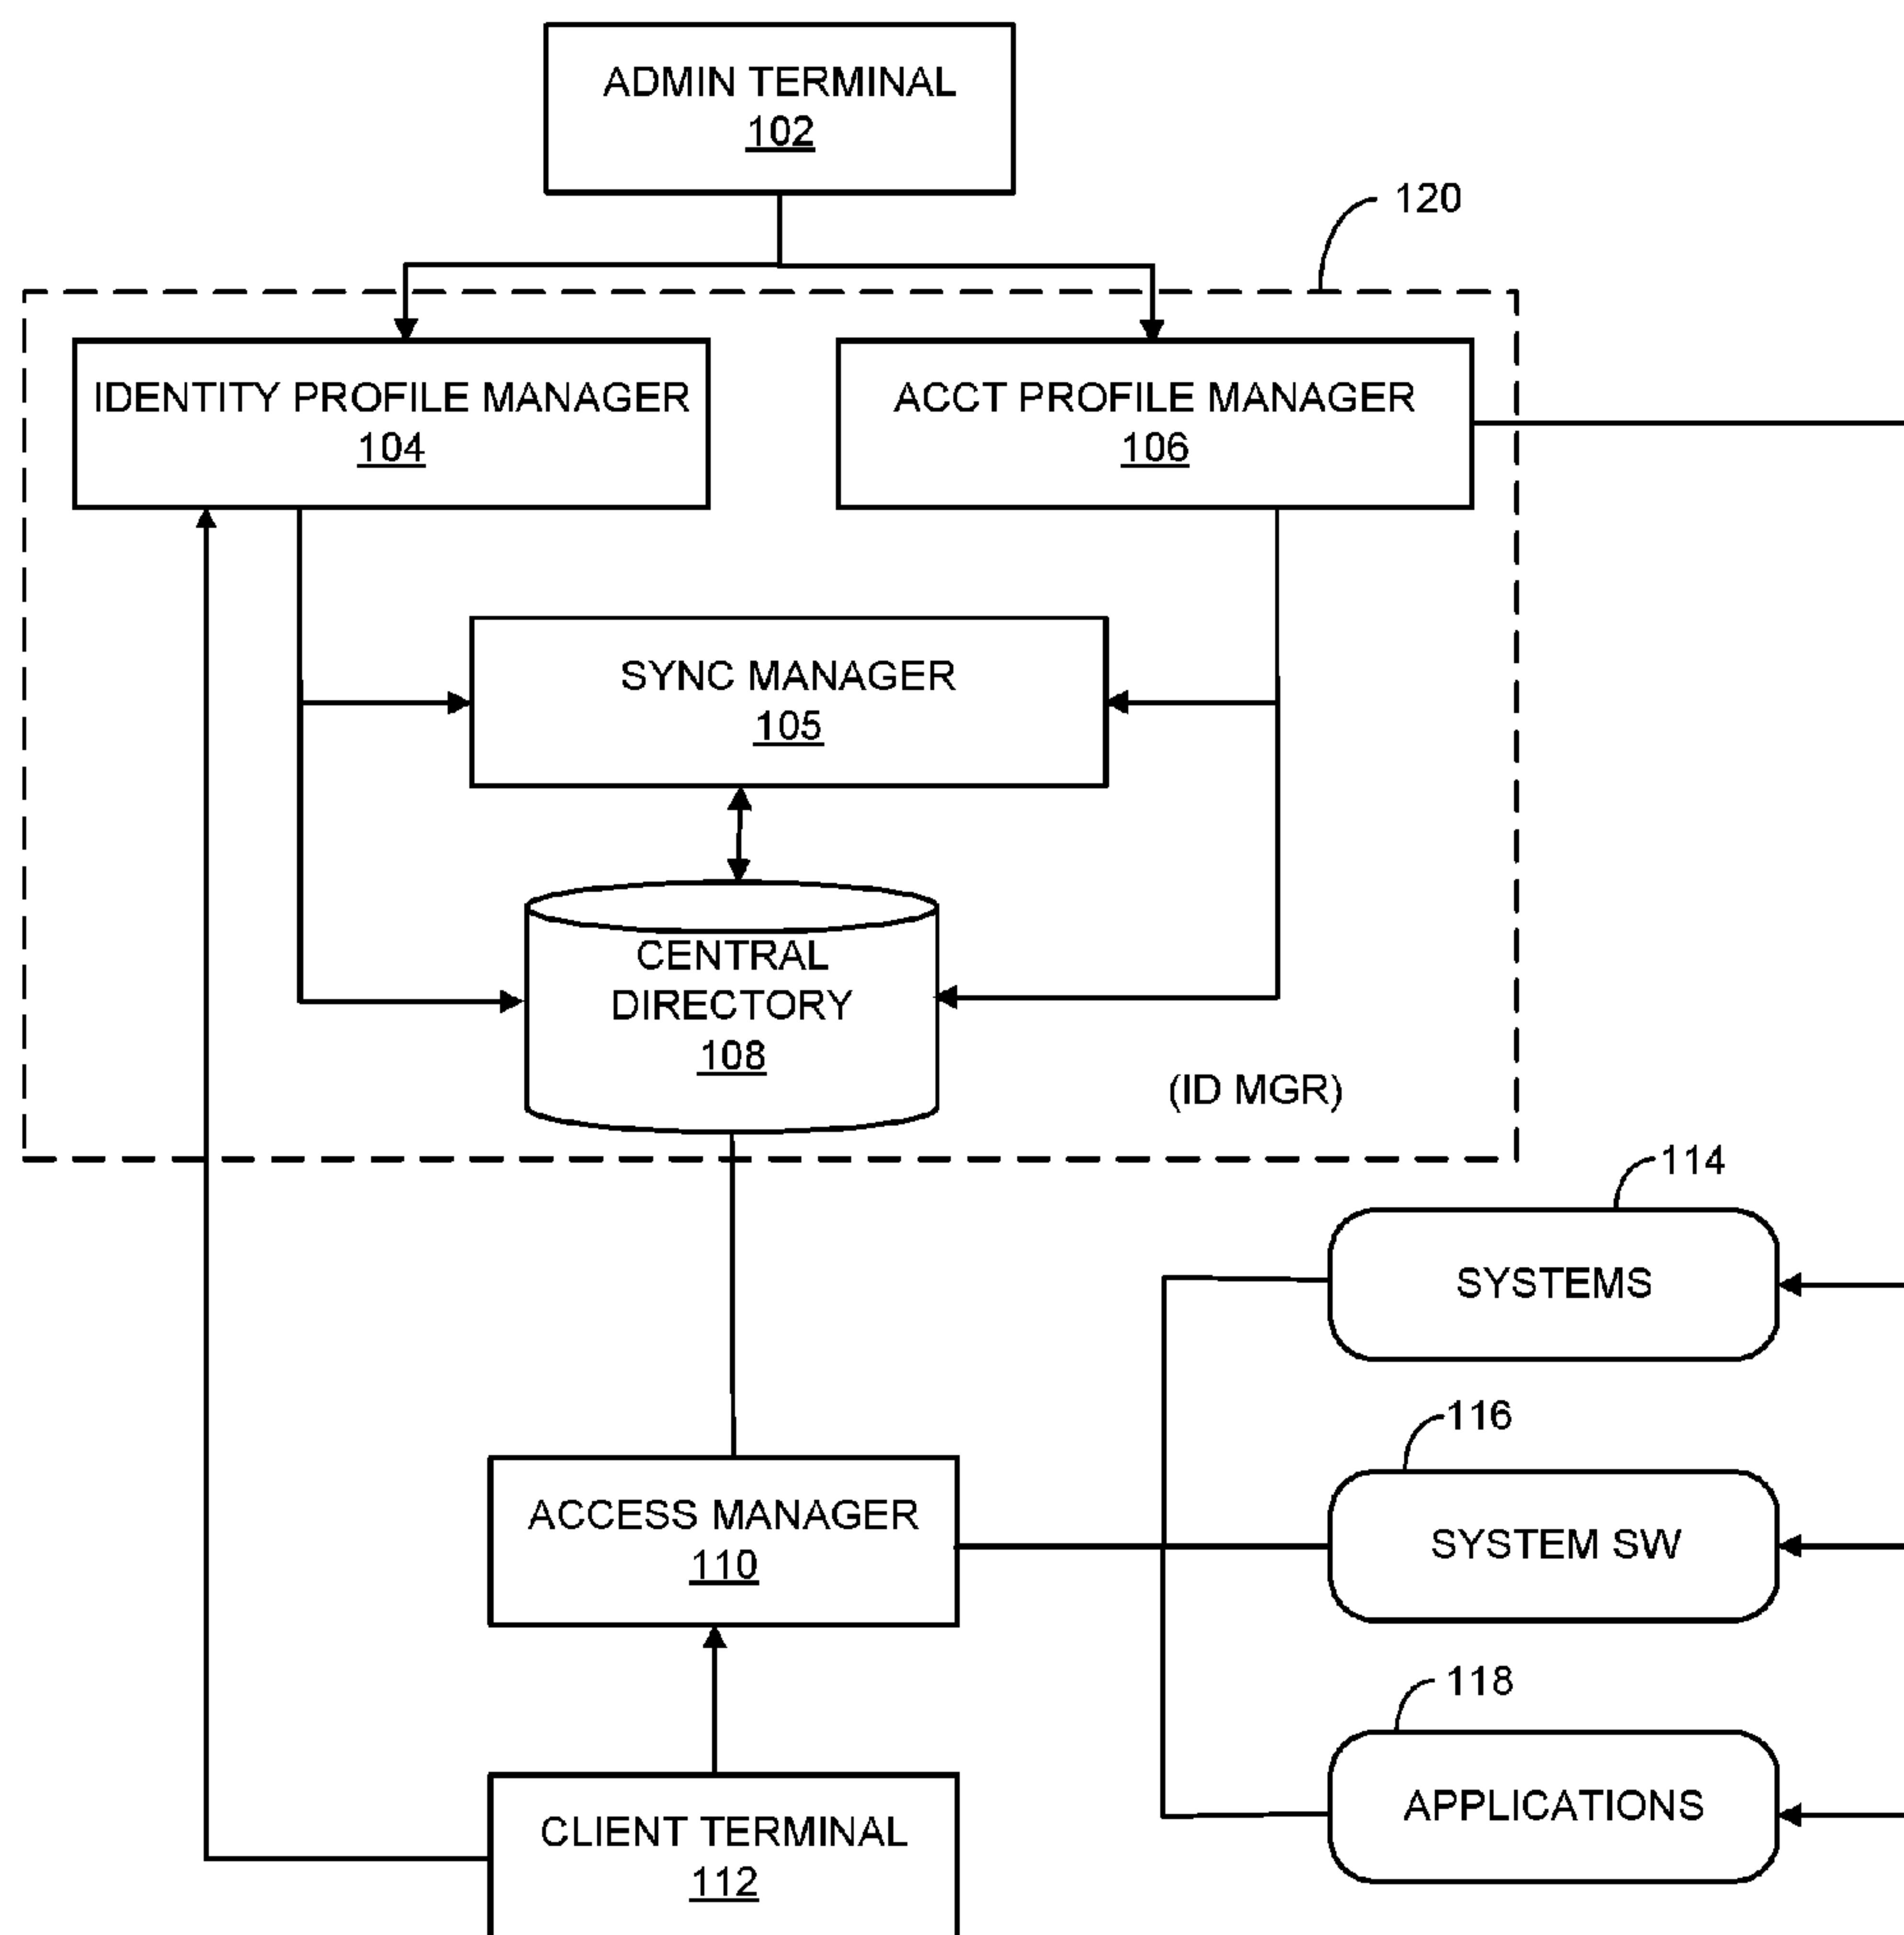 ADMIN TERMINAL
102
120
IDENTITY PROFILE MANAGER
104
ACCT PROFILE MANAGER
106
SYNC MANAGER
105
CENTRAL
DIRECTORY
108
(ID MGR)
114
SYSTEMS
116
ACCESS MANAGER
110
SYSTEM SW
118
APPLICATIONS
CLIENT TERMINAL
112